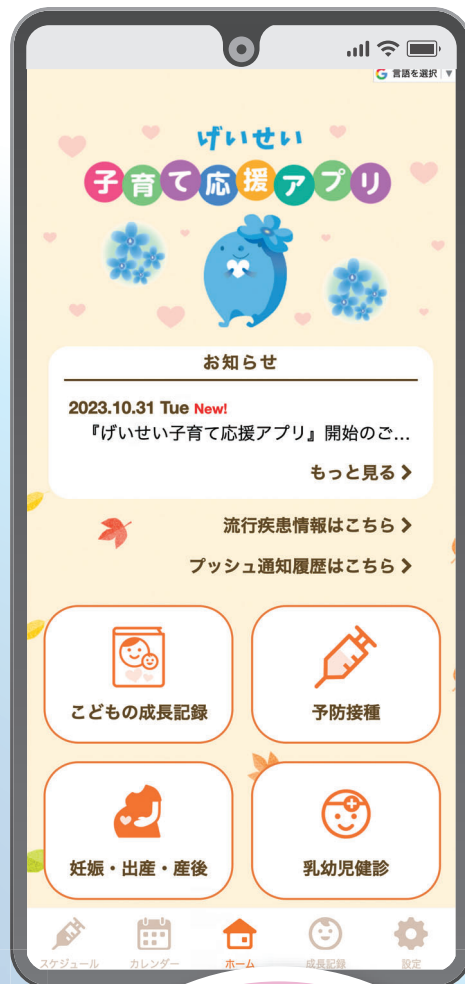 言語を選択
げいせい
子育て応援アプリ
お知らせ
2023.10.31 Tue New!
『げいせい子育て応援アプリ』開始のご...
もっと見る
流行疾患情報はこちら
プッシュ通知履歴はこちら
こどもの成長記録
予防接種
妊娠・出産・産後
乳幼児健診
スケジュール
カレンダー
ホーム
成長記録
設定